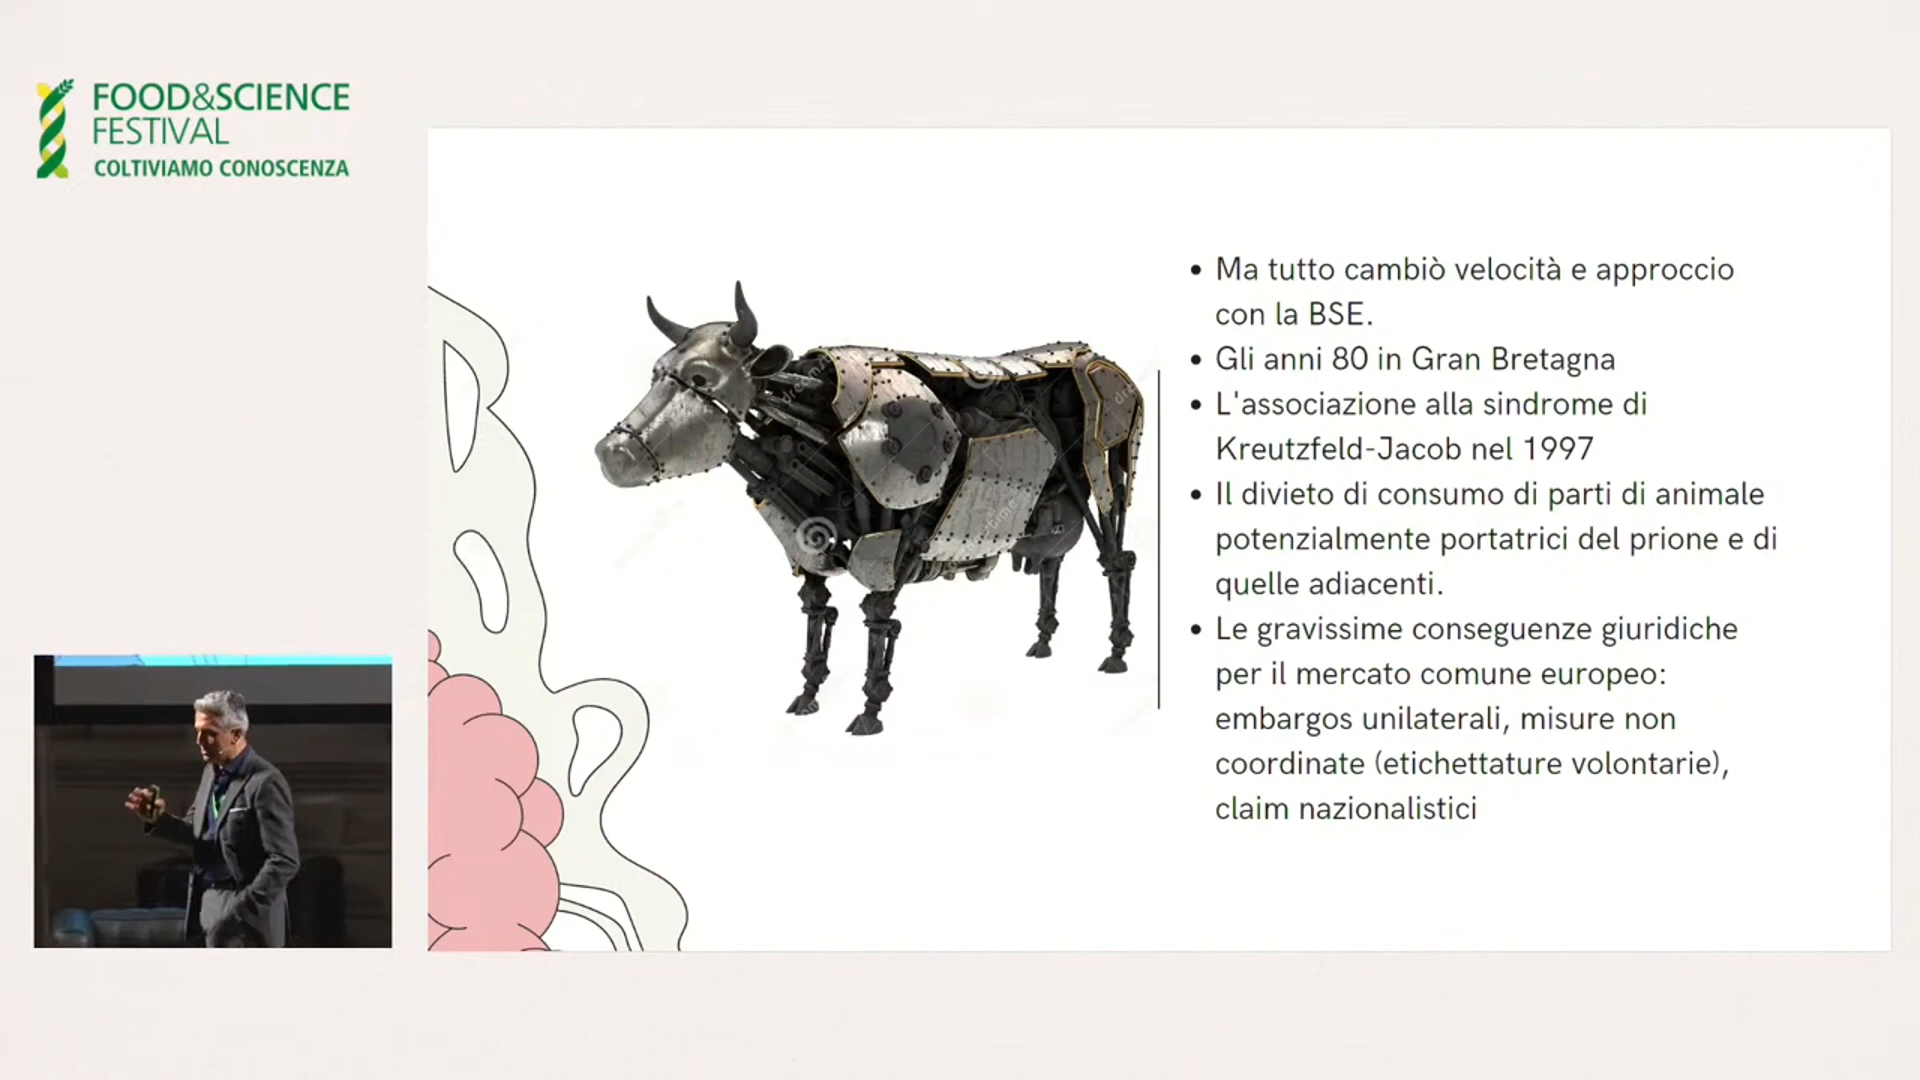 FOOD&SCIENCE
FESTIVAL
COLTIVIAMO CONOSCENZA
• Ma tutto cambiò velocità e approccio
con la BSE.
• Gli anni 80 in Gran Bretagna
• L'associazione alla sindrome di
Kreutzfeld-Jacob nel 1997
• Il divieto di consumo di parti di animale
potenzialmente portatrici del prione e di
quelle adiacenti.
• Le gravissime conseguenze giuridiche
per il mercato comune europeo:
embargos unilaterali, misure non
coordinate (etichettature volontarie),
claim nazionalistici